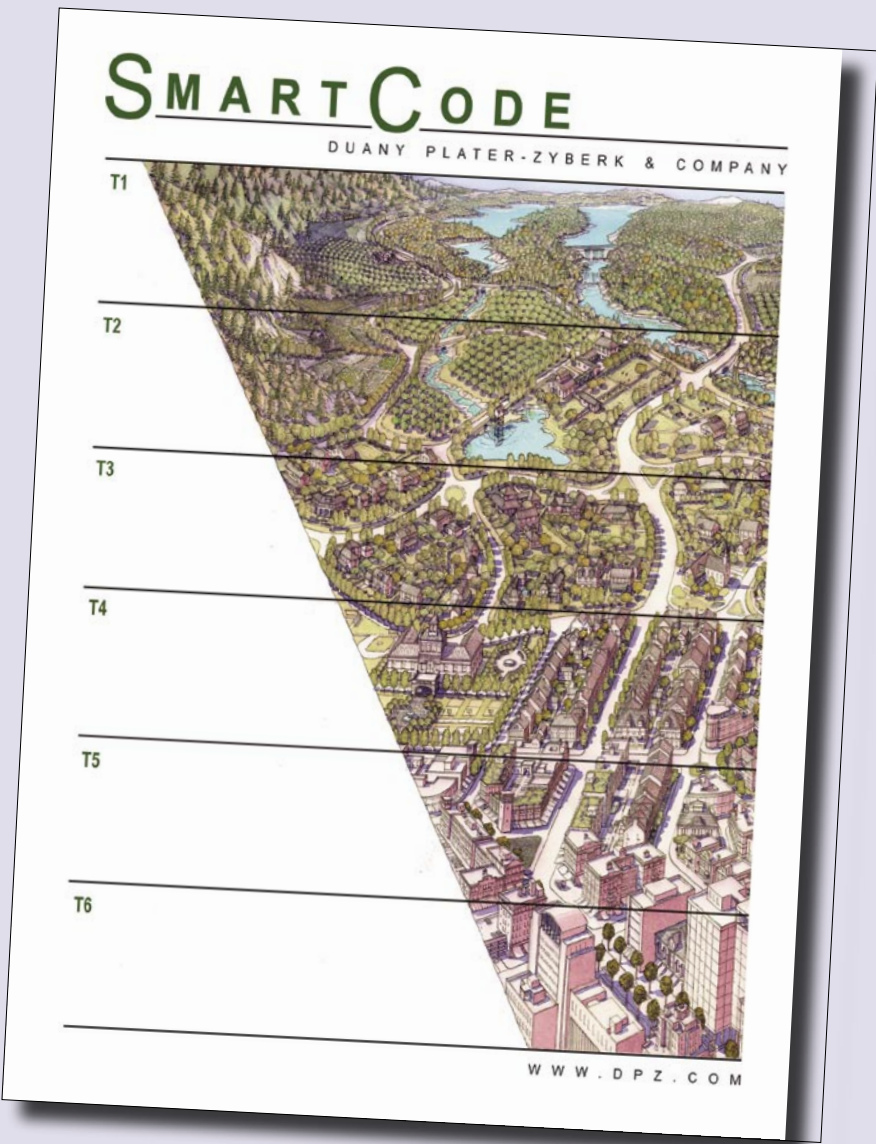 SMARTCODE
DUANY PLATER-ZYBERK & COMPANY
T1
T2
T3
T4
T5
T6
WWW.DPZ.COM